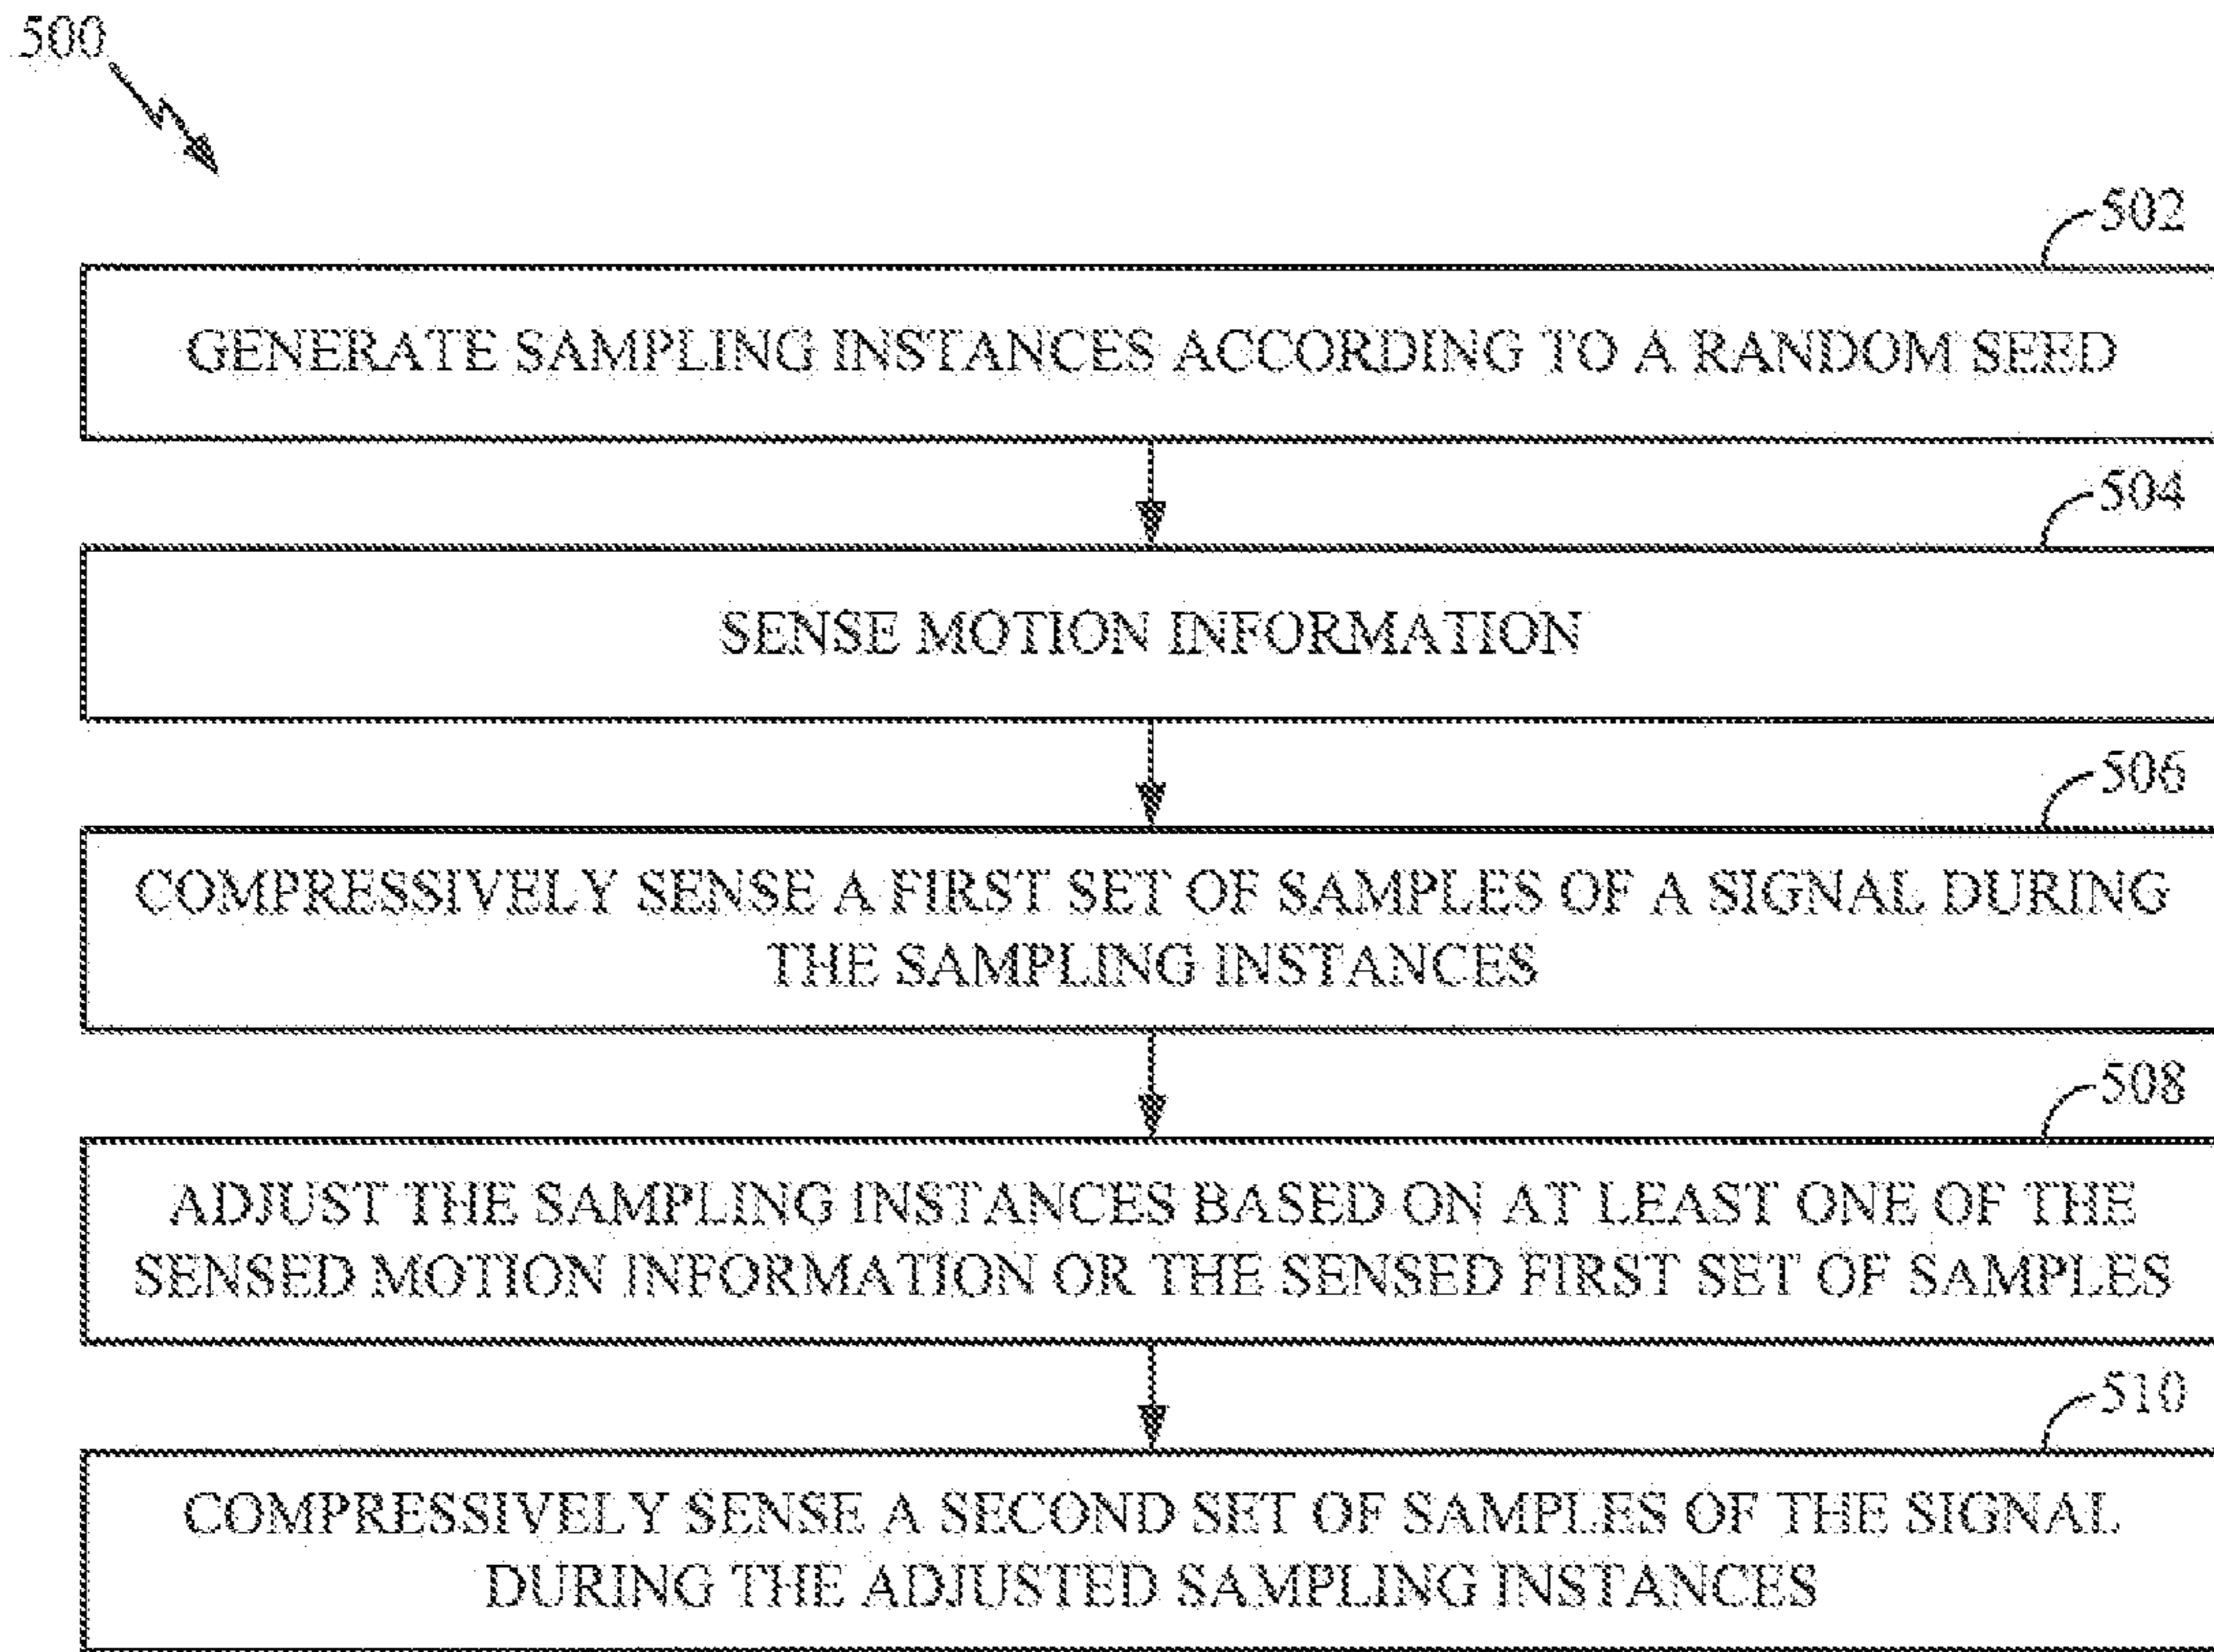 500
502
GENERATE SAMPLING INSTANCES ACCORDING TO A RANDOM SEED
504
SENSE MOTION INFORMATION
506
COMPRESSIVELY SENSE A FIRST SET OF SAMPLES OF A SIGNAL DURING
THE SAMPLING INSTANCES
508
ADJUST THE SAMPLING INSTANCES BASED ON AT LEAST ONE OF THE
SENSED MOTION INFORMATION OR THE SENSED FIRST SET OF SAMPLES
510
COMPRESSIVELY SENSE A SECOND SET OF SAMPLES OF THE SIGNAL
DURING THE ADJUSTED SAMPLING INSTANCES